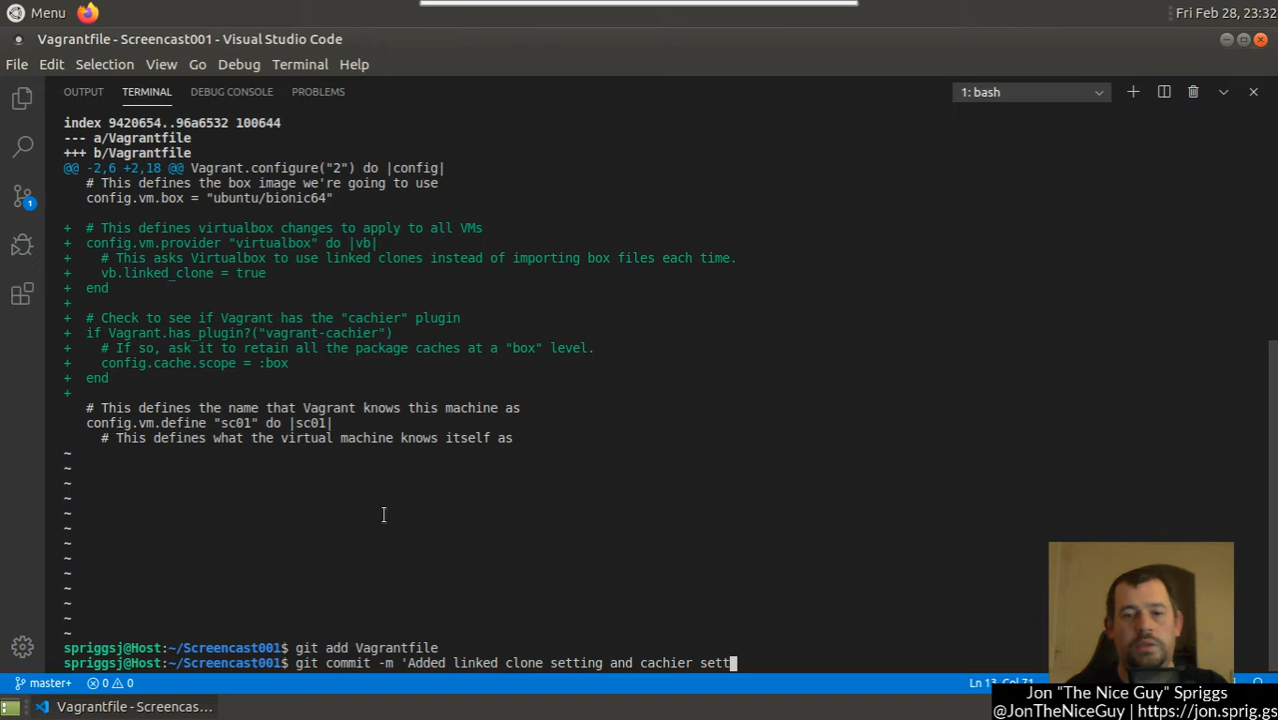 Menu
Fri Feb 28, 23:32
Vagrantfile - Screencast001 - Visual Studio Code
File Edit Selection View Go Debug Terminal Help
OUTPUT TERMINAL DEBUG CONSOLE PROBLEMS
1: bash
index 9420654..96a6532 100644
--- a/Vagrantfile
+++ b/Vagrantfile
@@ -2,6 +2,18 @@ Vagrant.configure("2") do |config|
# This defines the box image we're going to use
config.vm.box = "ubuntu/bionic64"
+ # This defines virtualbox changes to apply to all VMs
+ config.vm.provider "virtualbox" do |vb|
+ # This asks Virtualbox to use linked clones instead of importing box files each time.
+ vb.linked_clone = true
+ end
+
+ # Check to see if Vagrant has the "cachier" plugin
+ if Vagrant.has_plugin?("vagrant-cachier")
+ # If so, ask it to retain all the package caches at a "box" level.
+ config.cache.scope = :box
+ end
+
# This defines the name that Vagrant knows this machine as
config.vm.define "sc01" do |sc01|
# This defines what the virtual machine knows itself as
~
~
~
~
~
~
~
~
~
~
~
~
~
spriggsj@Host:~/Screencast001$ git add Vagrantfile
spriggsj@Host:~/Screencast001$ git commit -m 'Added linked clone setting and cachier sett
1
master+ 0 0
Ln 13, Col 71
Jon "The Nice Guy" Spriggs
@JonTheNiceGuy | https://jon.sprig.gs
Vagrantfile - Screencas...